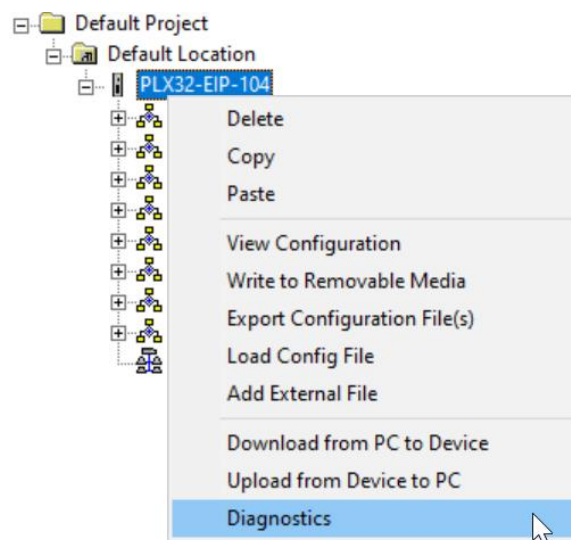 Default Project
Default Location
PLX32-EIP-104
Delete
Copy
Paste
View Configuration
Write to Removable Media
Export Configuration File(s)
Load Config File
Add External File
Download from PC to Device
Upload from Device to PC
Diagnostics